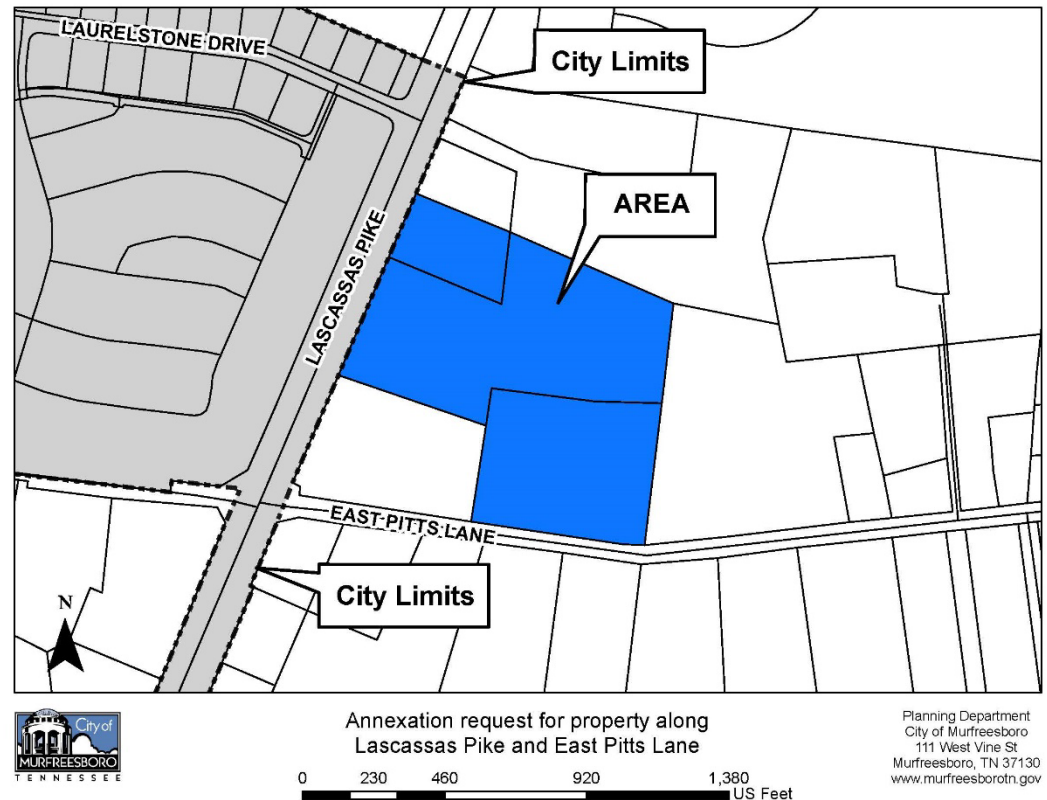 LAURELSTONE DRIVE
City Limits
AREA
LASCASSAS PIKE
EAST PITTS LANE
City Limits
N
City of
MURFREESBORO
TENNESSEE
Annexation request for property along
Lascassas Pike and East Pitts Lane
0 230 460 920 1,380
US Feet
Planning Department
City of Murfreesboro
111 West Vine St
Murfreesboro, TN 37130
www.murfreesborotn.gov